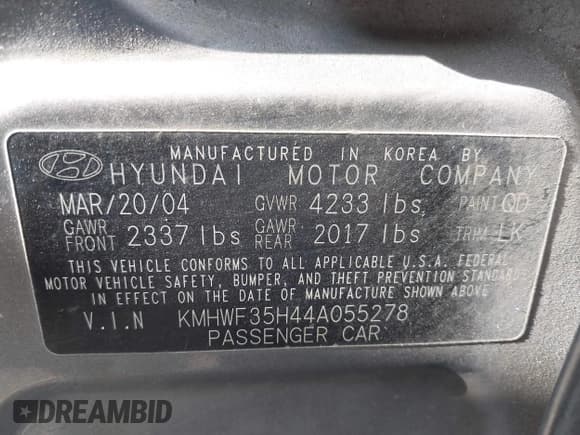 MANUFACTURED IN KOREA BY
HYUNDAI MOTOR COMPANY
MAR/20/04 GVWR 4233 lbs PAINT QD
GAWR FRONT 2337 lbs GAWR REAR 2017 lbs TRIM LK
THIS VEHICLE CONFORMS TO ALL APPLICABLE U.S.A. FEDERAL
MOTOR VEHICLE SAFETY, BUMPER, AND THEFT PREVENTION STANDARD
IN EFFECT ON THE DATE OF MANUFACTURE SHOWN ABOVE
V.I.N KMHWF35H44A055278
PASSENGER CAR
DREAMBID